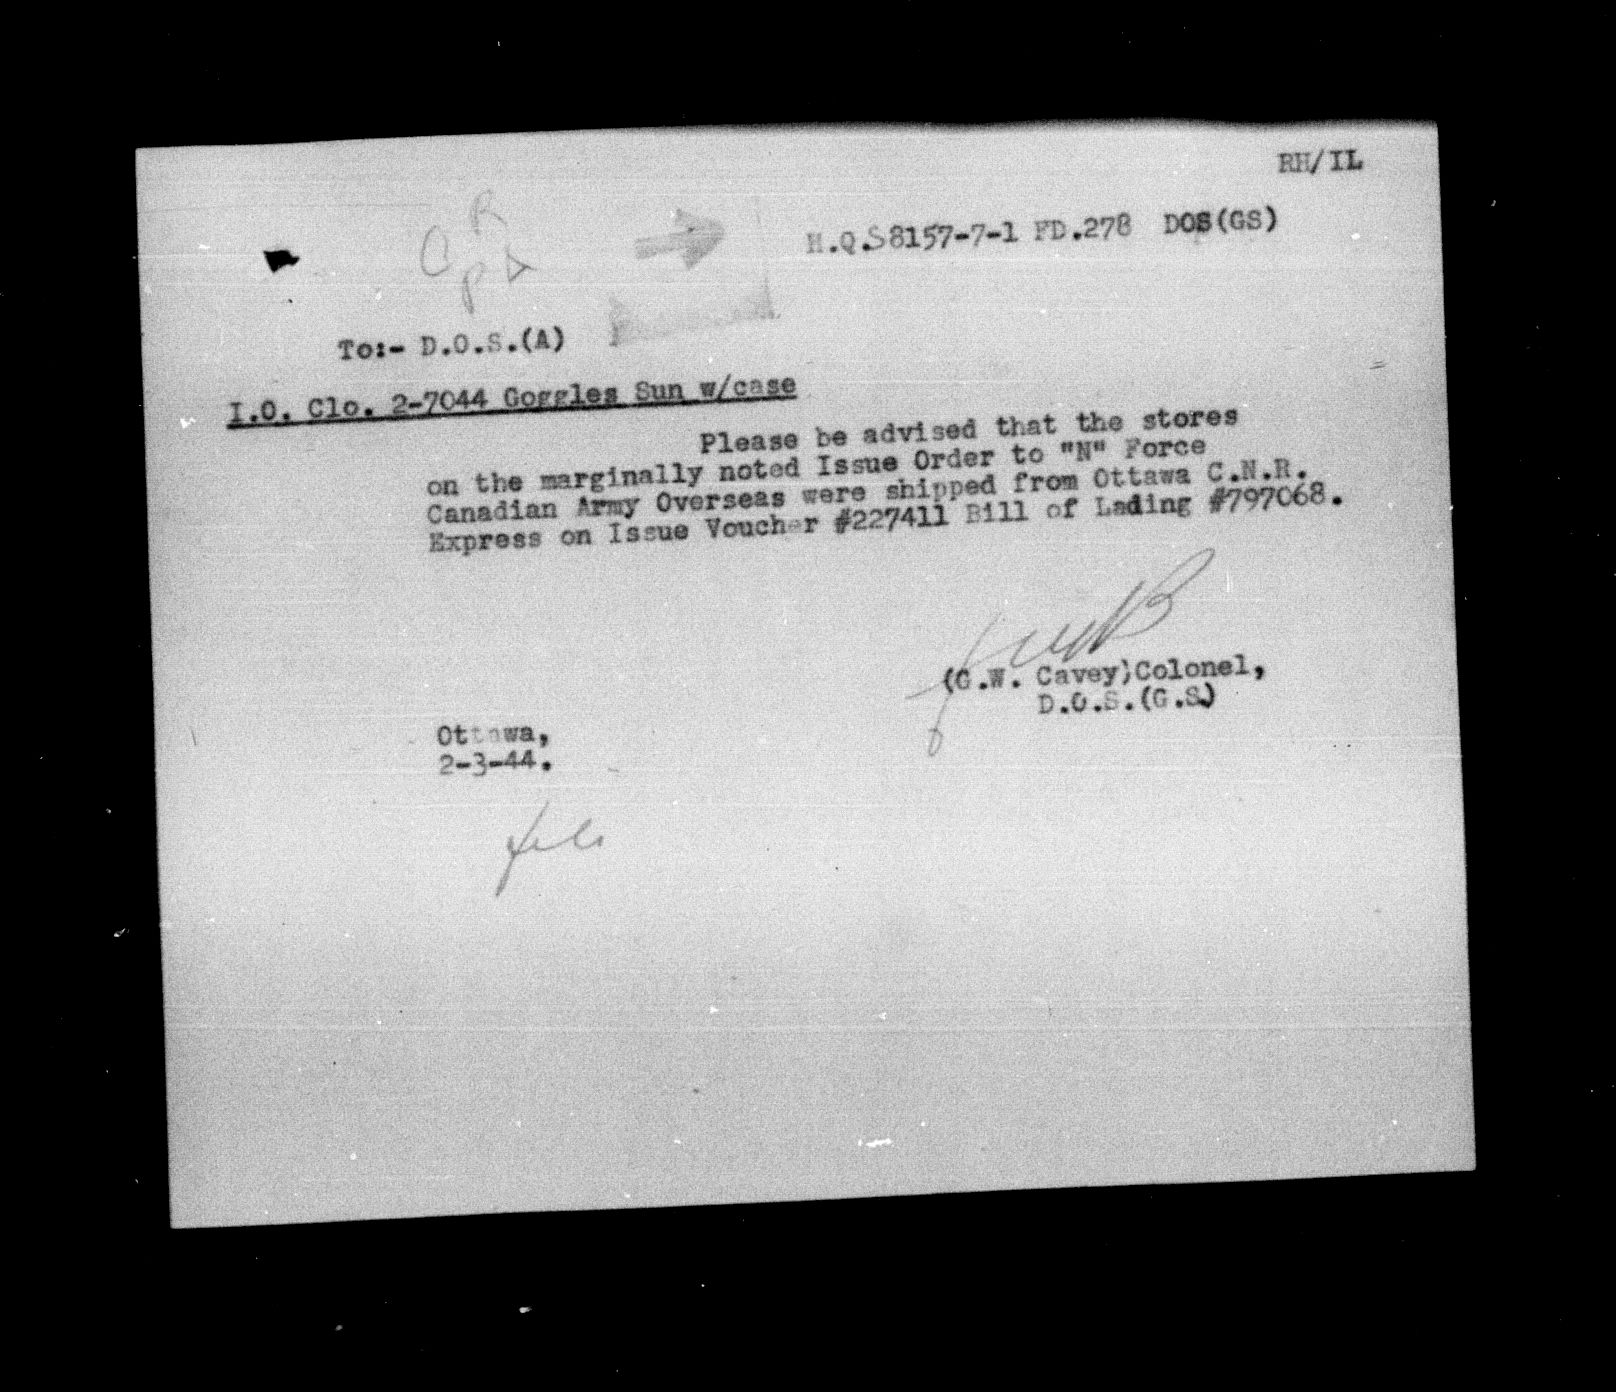 RH/IL
H.Q.S8157-7-1 FD.278 DOS(GS)
R
O
P A
To:- D.O.S.(A)
I.O. Clo. 2-7044 Goggles Sun w/case
Please be advised that the stores
on the marginally noted Issue Order to "N" Force
Canadian Army Overseas were shipped from Ottawa C.N.R.
Express on Issue Voucher #227411 Bill of Lading #797068.
(G.W. Cavey)Colonel,
D.O.S.(G.S)
Ottawa,
2-3-44.
file